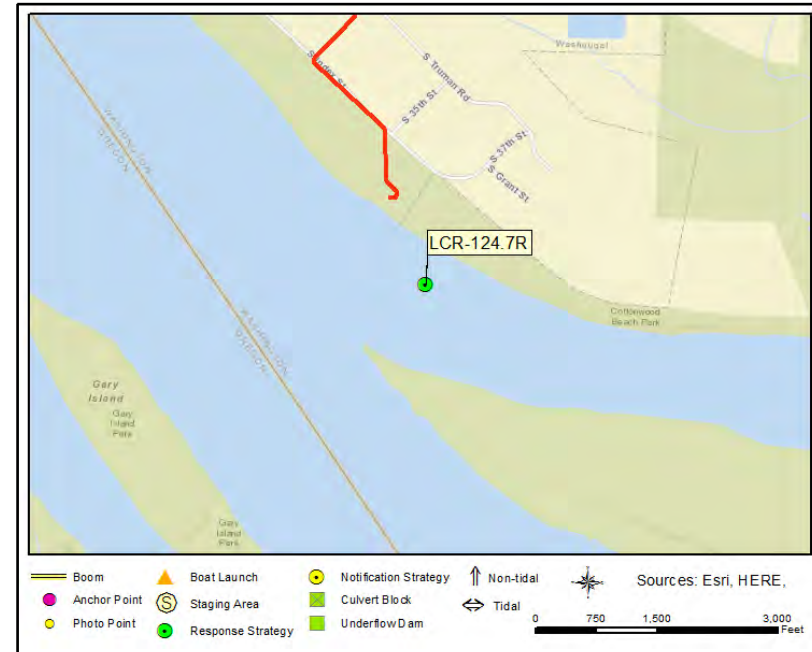 Washougal
S Truman Rd
S 35th St
S 37th St
S Grant St
WASHINGTON
OREGON
LCR-124.7R
WASHINGTON
OREGON
Cottonwood
Beach Park
Gary
Island
Gary
Island
Park
Gary
Island
Park
Boom
Boat Launch
Notification Strategy
Non-tidal
Sources: Esri, HERE,
Anchor Point
S Staging Area
Culvert Block
Tidal
Photo Point
Response Strategy
Underflow Dam
0 750 1,500 3,000
Feet